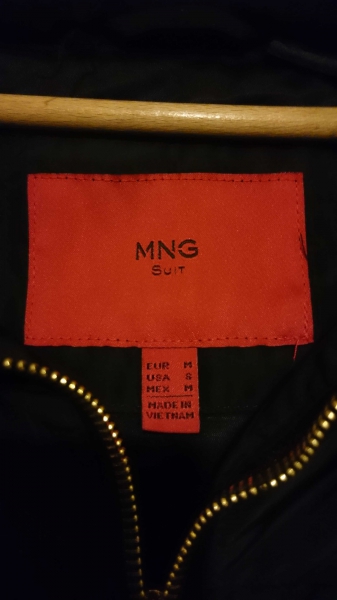 MNG
SUIT
EUR M
USA S
MEX M
MADE IN
VIETNAM